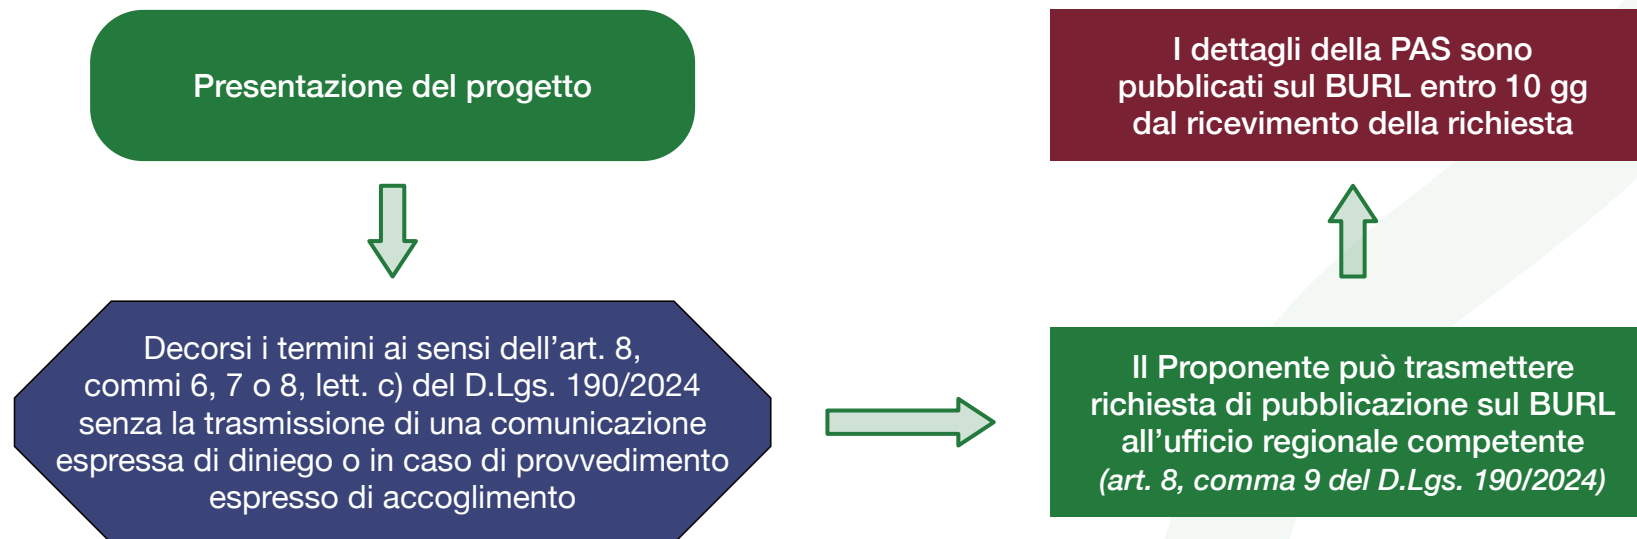 Presentazione del progetto
Decorsi i termini ai sensi dell’art. 8,
commi 6, 7 o 8, lett. c) del D.Lgs. 190/2024
senza la trasmissione di una comunicazione
espressa di diniego o in caso di provvedimento
espresso di accoglimento
Il Proponente può trasmettere
richiesta di pubblicazione sul BURL
all’ufficio regionale competente
(art. 8, comma 9 del D.Lgs. 190/2024)
I dettagli della PAS sono
pubblicati sul BURL entro 10 gg
dal ricevimento della richiesta